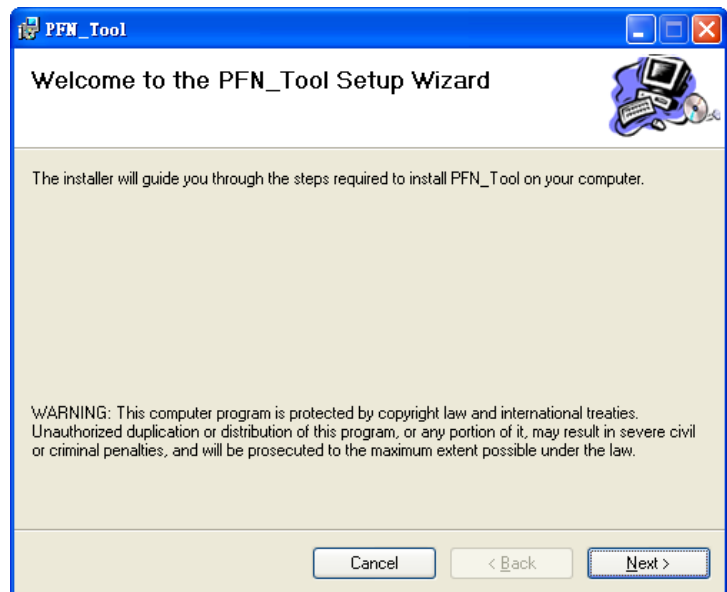 PFN_Tool
Welcome to the PFN_Tool Setup Wizard
The installer will guide you through the steps required to install PFN_Tool on your computer.
WARNING: This computer program is protected by copyright law and international treaties.
Unauthorized duplication or distribution of this program, or any portion of it, may result in severe civil
or criminal penalties, and will be prosecuted to the maximum extent possible under the law.
Cancel
< Back
Next >